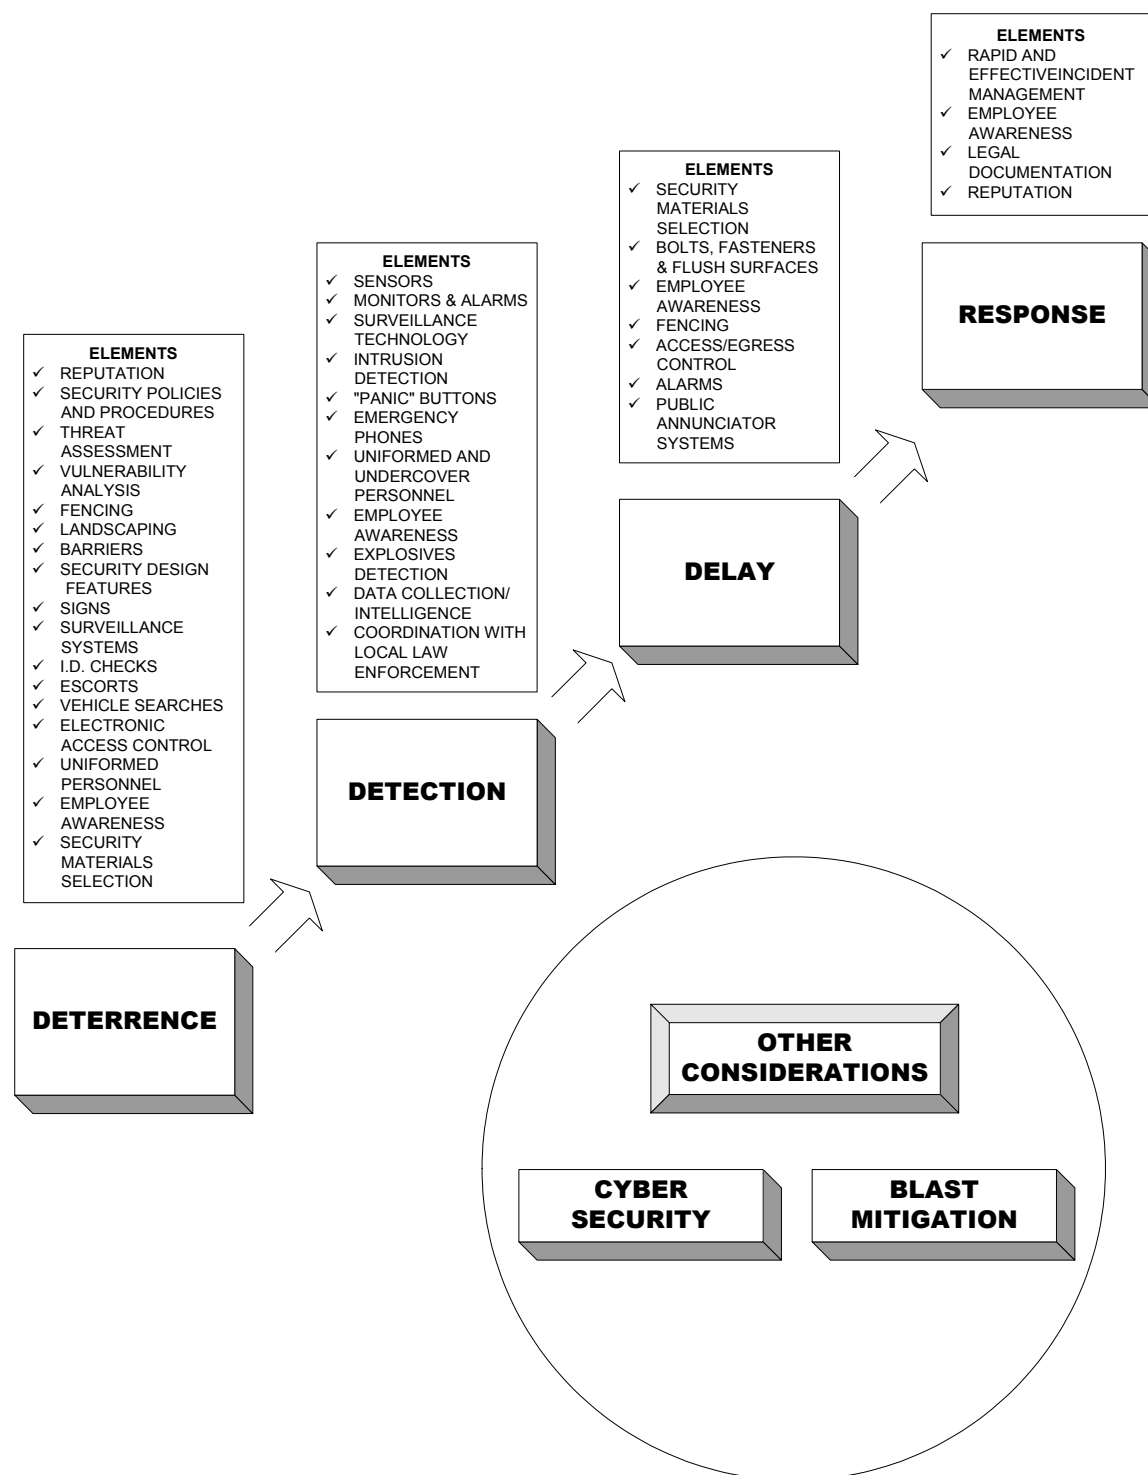 ELEMENTS
✓ REPUTATION
✓ SECURITY POLICIES
AND PROCEDURES
✓ THREAT
ASSESSMENT
✓ VULNERABILITY
ANALYSIS
✓ FENCING
✓ LANDSCAPING
✓ BARRIERS
✓ SECURITY DESIGN
FEATURES
✓ SIGNS
✓ SURVEILLANCE
SYSTEMS
✓ I.D. CHECKS
✓ ESCORTS
✓ VEHICLE SEARCHES
✓ ELECTRONIC
ACCESS CONTROL
✓ UNIFORMED
PERSONNEL
✓ EMPLOYEE
AWARENESS
✓ SECURITY
MATERIALS
SELECTION
DETERRENCE
ELEMENTS
✓ SENSORS
✓ MONITORS & ALARMS
✓ SURVEILLANCE
TECHNOLOGY
✓ INTRUSION
DETECTION
✓ "PANIC" BUTTONS
✓ EMERGENCY
PHONES
✓ UNIFORMED AND
UNDERCOVER
PERSONNEL
✓ EMPLOYEE
AWARENESS
✓ EXPLOSIVES
DETECTION
✓ DATA COLLECTION/
INTELLIGENCE
✓ COORDINATION WITH
LOCAL LAW
ENFORCEMENT
DETECTION
ELEMENTS
✓ SECURITY
MATERIALS
SELECTION
✓ BOLTS, FASTENERS
& FLUSH SURFACES
✓ EMPLOYEE
AWARENESS
✓ FENCING
✓ ACCESS/EGRESS
CONTROL
✓ ALARMS
✓ PUBLIC
ANNUNCIATOR
SYSTEMS
DELAY
ELEMENTS
✓ RAPID AND
EFFECTIVEINCIDENT
MANAGEMENT
✓ EMPLOYEE
AWARENESS
✓ LEGAL
DOCUMENTATION
✓ REPUTATION
RESPONSE
OTHER
CONSIDERATIONS
CYBER
SECURITY
BLAST
MITIGATION